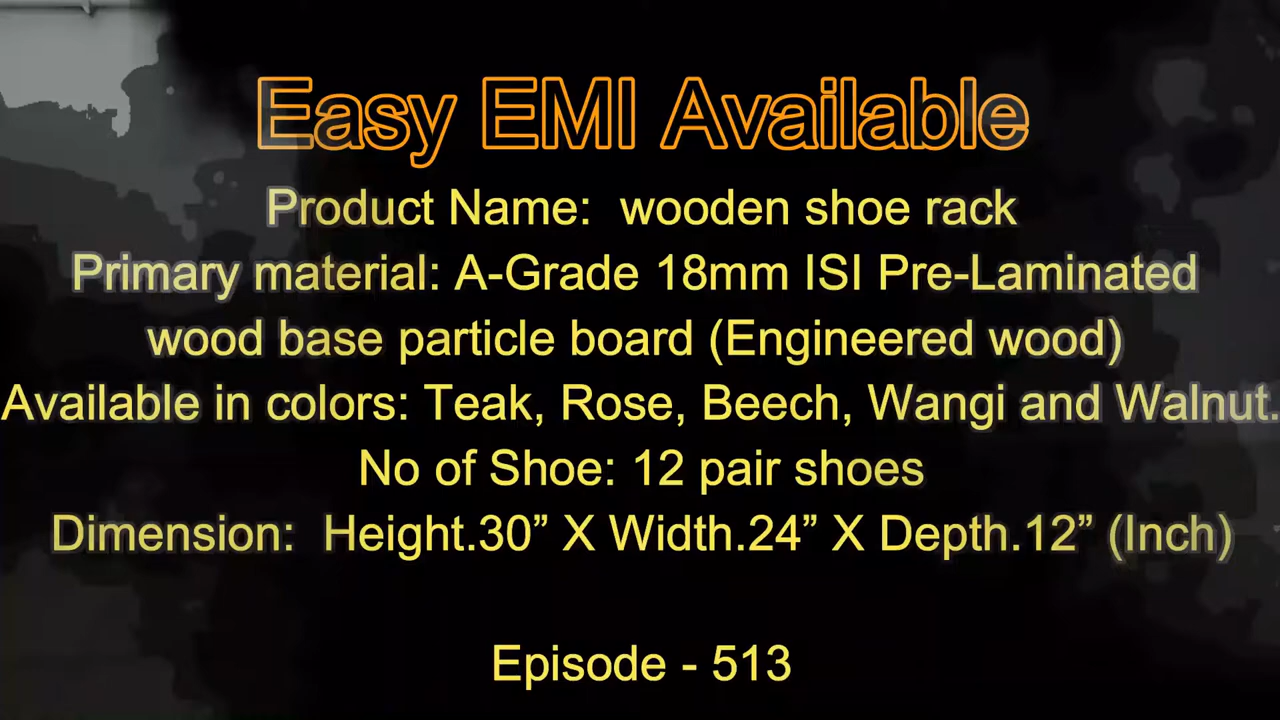 Easy EMI Available
Product Name:  wooden shoe rack
Primary material: A-Grade 18mm ISI Pre-Laminated
wood base particle board (Engineered wood)
Available in colors: Teak, Rose, Beech, Wangi and Walnut.
No of Shoe: 12 pair shoes
Dimension:  Height.30” X Width.24” X Depth.12” (Inch)
Episode - 513